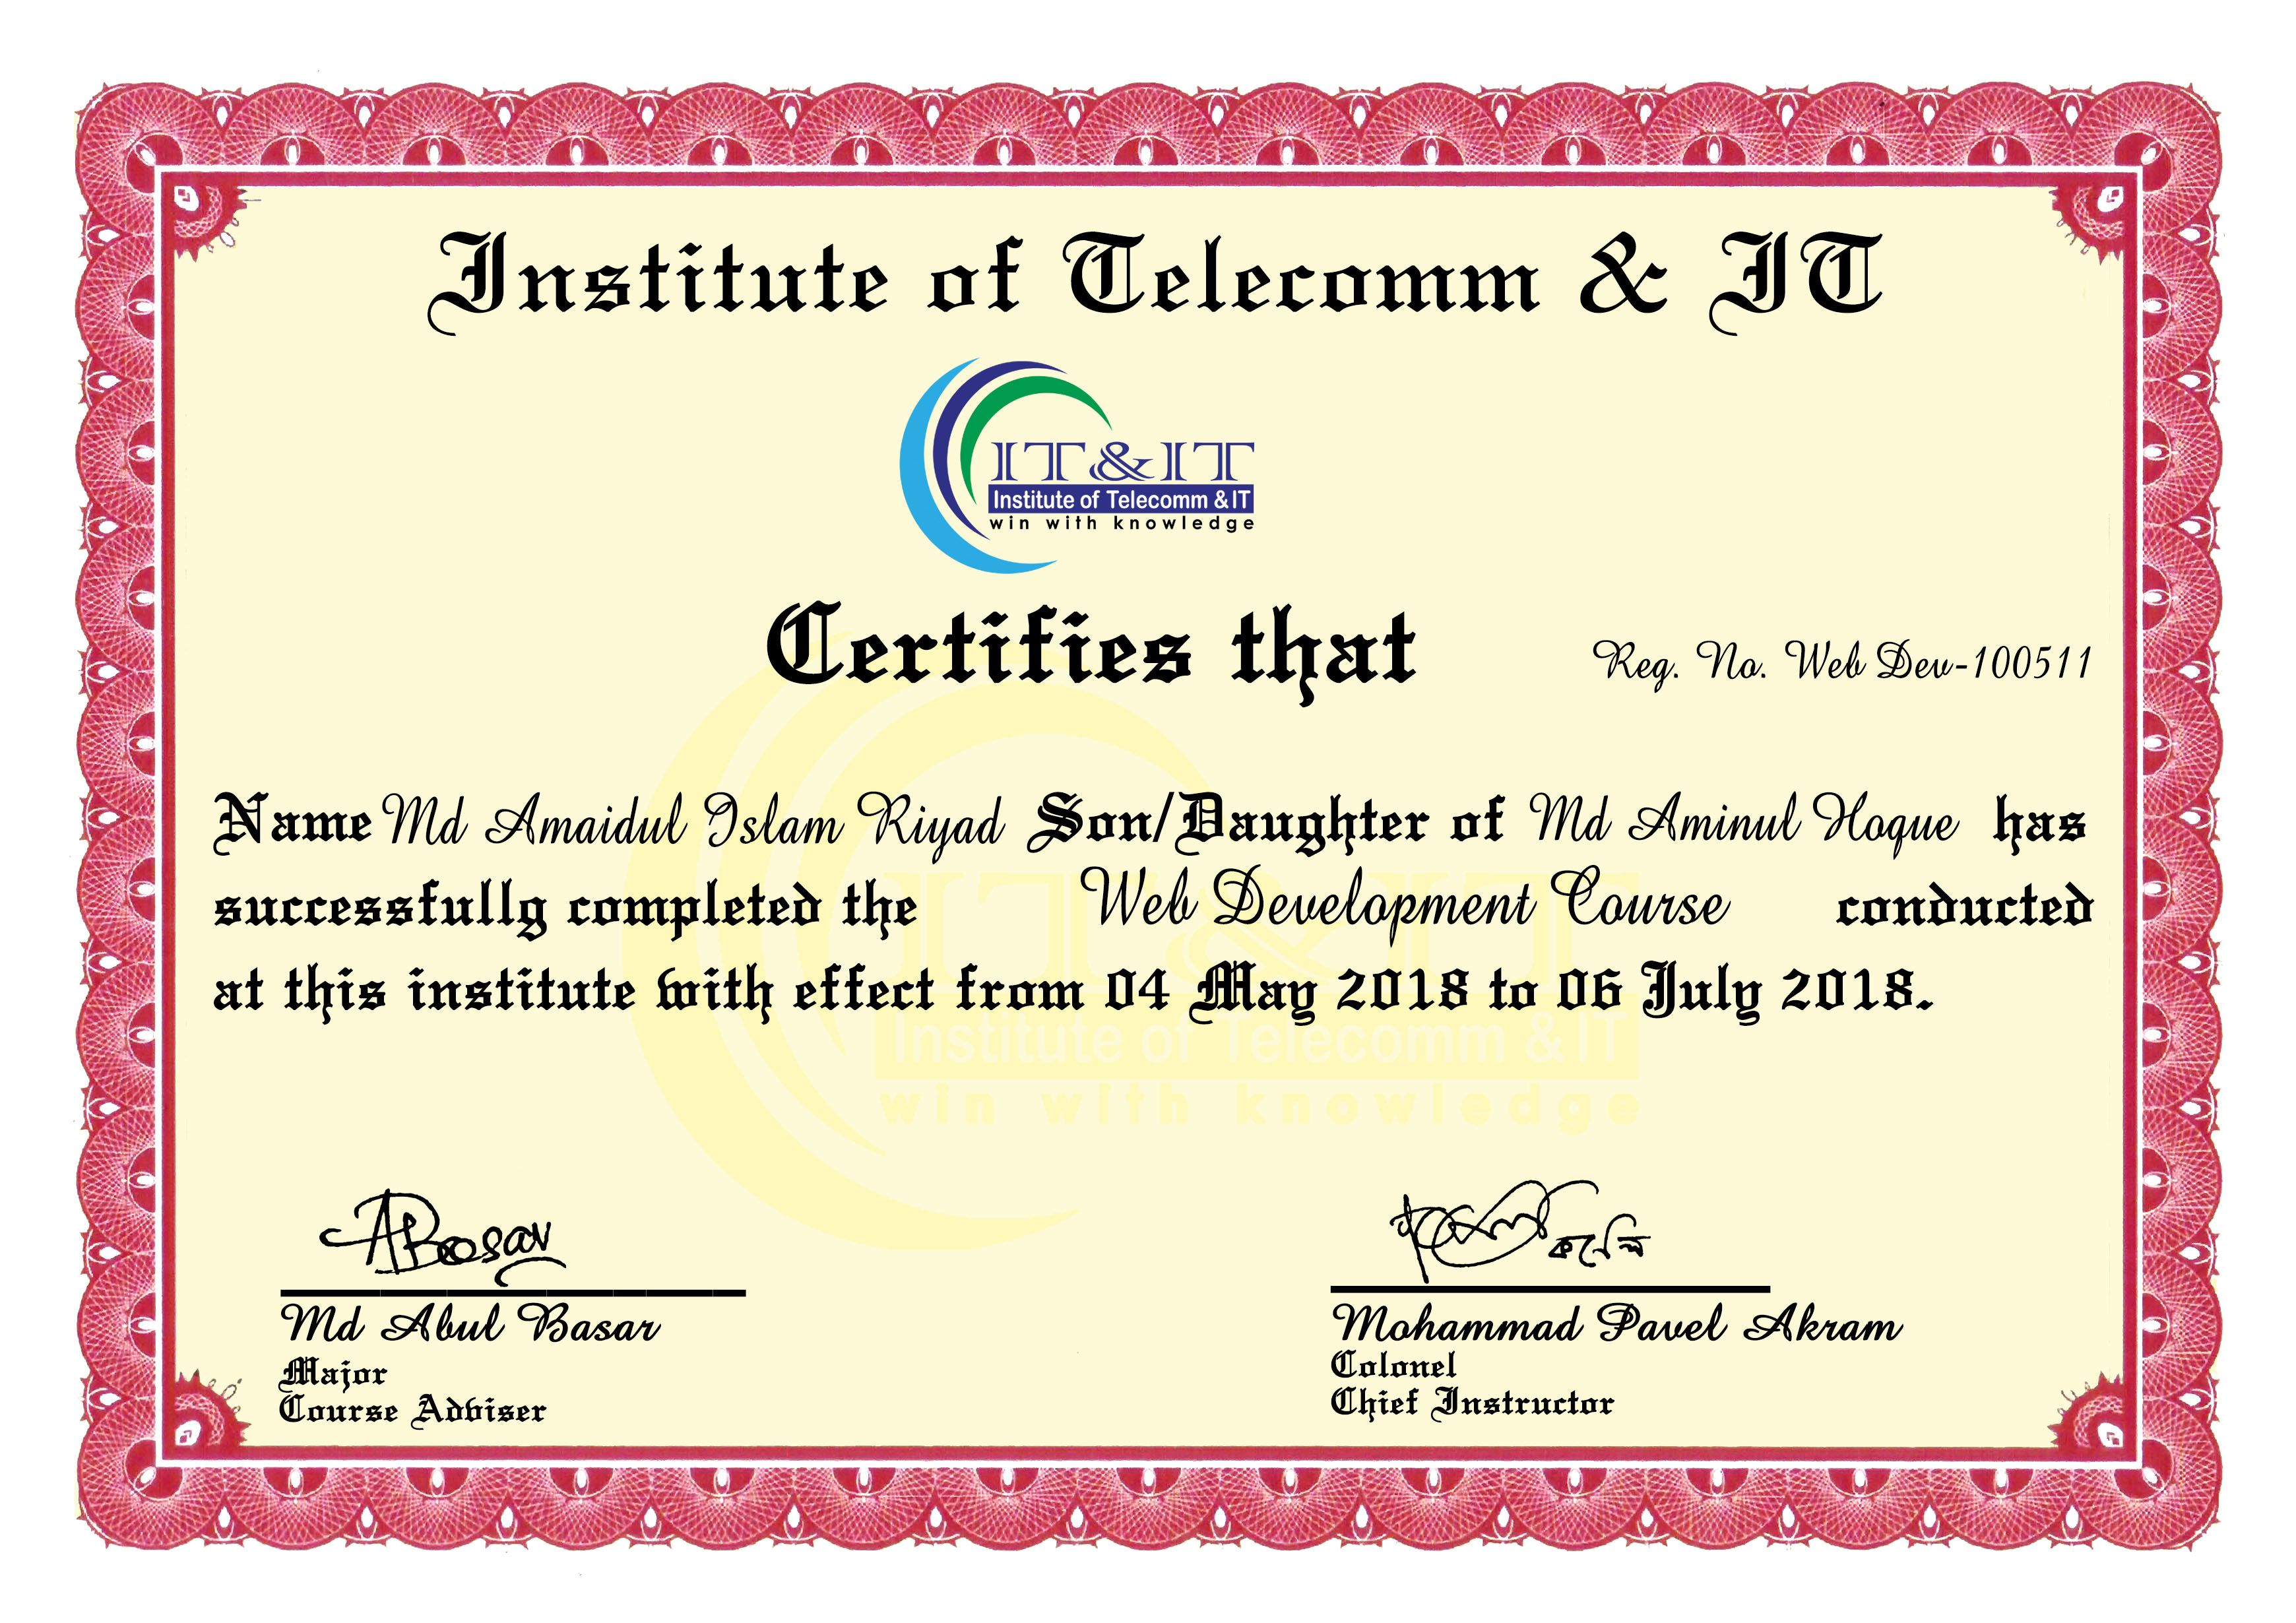 Institute of Telecomm & IT
IT&IT
Institute of Telecomm & IT
win with knowledge
Certifies that
Reg. No. Web Dev-100511
Name Md Amaidul Islam Riyad Son/Daughter of Md Aminul Hoque has
successfully completed the Web Development Course conducted
at this institute with effect from 04 May 2018 to 06 July 2018.
IT&IT
Institute of Telecomm & IT
win with knowledge
ABasar
Md Abul Basar
Major
Course Adviser
Mohammad Pavel Akram
Colonel
Chief Instructor